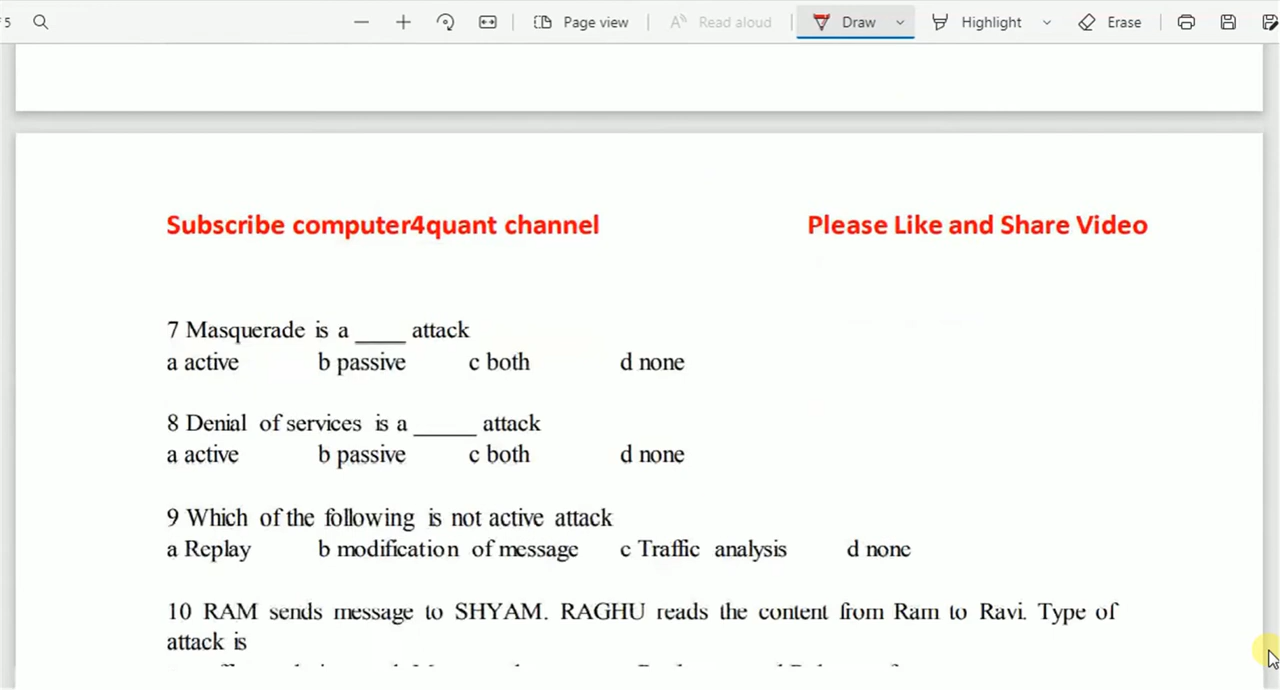 5
Page view
Read aloud
Draw
Highlight
Erase
Subscribe computer4quant channel Please Like and Share Video
7 Masquerade is a ____ attack
a active b passive c both d none
8 Denial of services is a _____ attack
a active b passive c both d none
9 Which of the following is not active attack
a Replay b modification of message c Traffic analysis d none
10 RAM sends message to SHYAM. RAGHU reads the content from Ram to Ravi. Type of
attack is